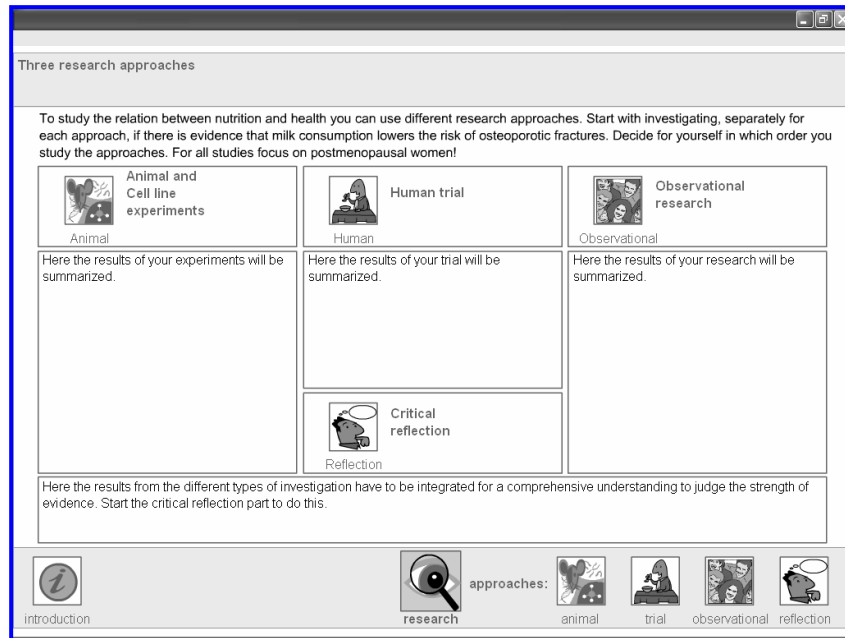 Three research approaches
To study the relation between nutrition and health you can use different research approaches. Start with investigating, separately for
each approach, if there is evidence that milk consumption lowers the risk of osteoporotic fractures. Decide for yourself in which order you
study the approaches. For all studies focus on postmenopausal women!
Animal and
Cell line
experiments
Animal
Human trial
Human
Observational
research
Observational
Here the results of your experiments will be
summarized.
Here the results of your trial will be
summarized.
Here the results of your research will be
summarized.
Critical
reflection
Reflection
Here the results from the different types of investigation have to be integrated for a comprehensive understanding to judge the strength of
evidence. Start the critical reflection part to do this.
introduction
research
approaches:
animal
trial
observational
reflection